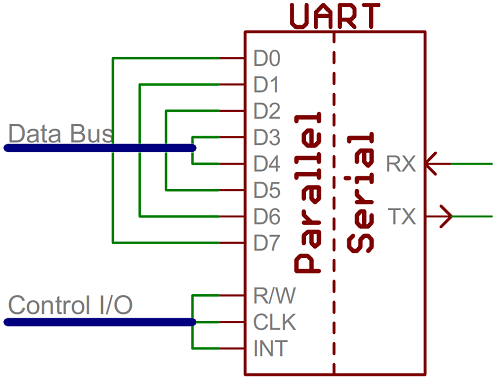 UART
D0
D1
D2
Data Bus
D3
D4
D5
D6
D7
Parallel
Serial
RX
TX
Control I/O
R/W
CLK
INT